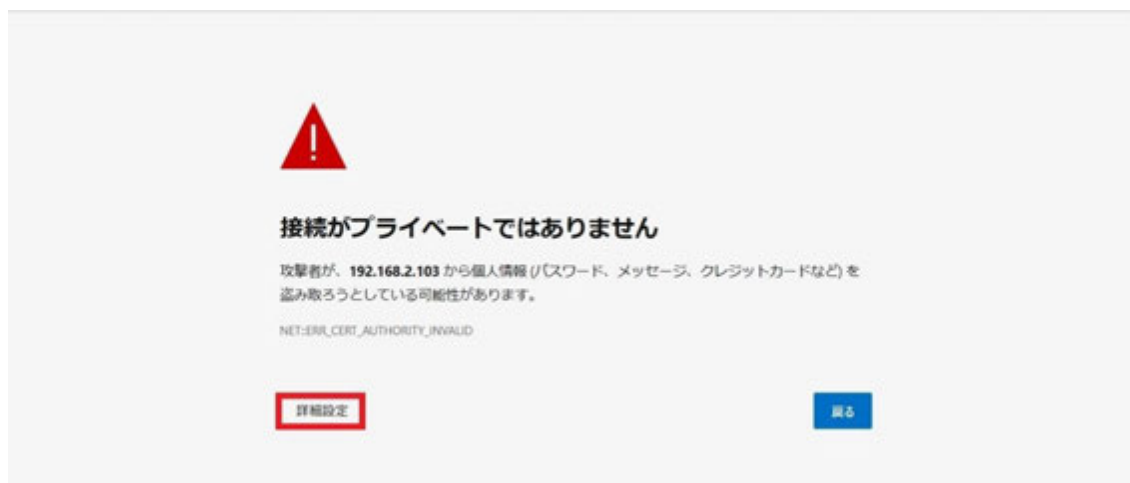 接続がプライベートではありません
攻撃者が、192.168.2.103 から個人情報 (パスワード、メッセージ、クレジットカードなど) を
盗み取ろうとしている可能性があります。
NET::ERR_CERT_AUTHORITY_INVALID
詳細設定
戻る